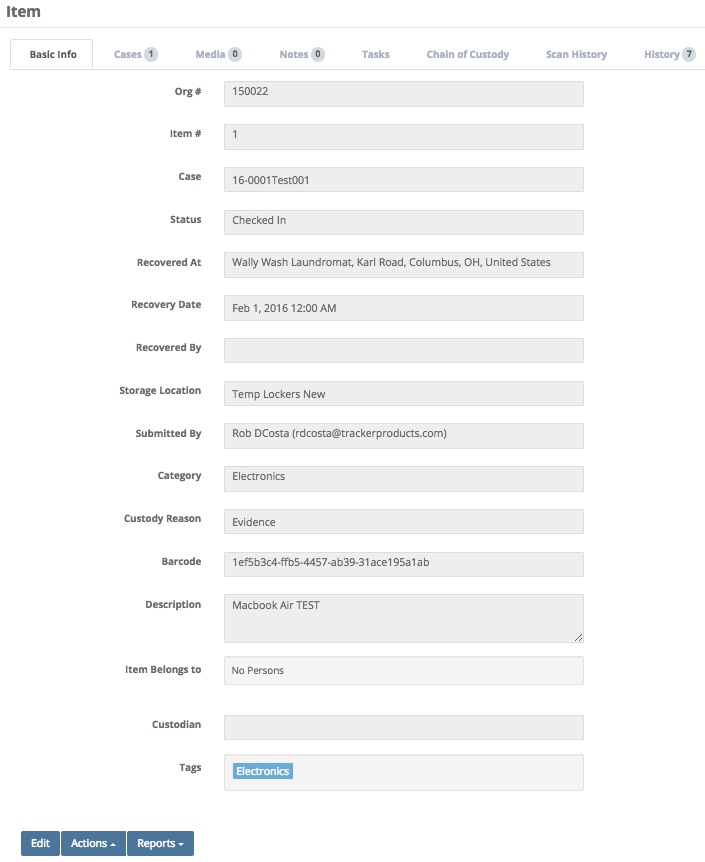 Item
Basic Info Cases 1 Media 0 Notes 0 Tasks Chain of Custody Scan History History 7
Org # 150022
Item # 1
Case 16-0001Test001
Status Checked In
Recovered At Wally Wash Laundromat, Karl Road, Columbus, OH, United States
Recovery Date Feb 1, 2016 12:00 AM
Recovered By
Storage Location Temp Lockers New
Submitted By Rob DCosta (rdcosta@trackerproducts.com)
Category Electronics
Custody Reason Evidence
Barcode 1ef5b3c4-ffb5-4457-ab39-31ace195a1ab
Description Macbook Air TEST
Item Belongs to No Persons
Custodian
Tags Electronics
Edit Actions Reports